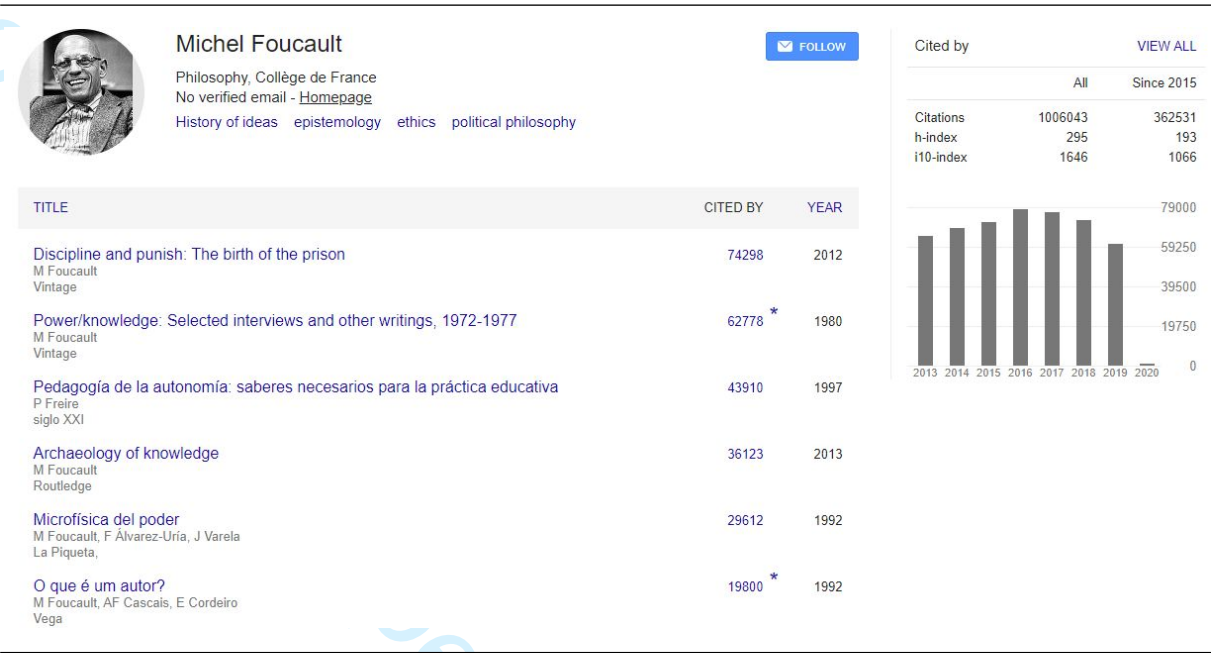 Michel Foucault
FOLLOW
Philosophy, Collège de France
No verified email - Homepage
History of ideas epistemology ethics political philosophy
TITLE CITED BY YEAR
Discipline and punish: The birth of the prison 74298 2012
M Foucault
Vintage
Power/knowledge: Selected interviews and other writings, 1972-1977 62778 * 1980
M Foucault
Vintage
Pedagogía de la autonomía: saberes necesarios para la práctica educativa 43910 1997
P Freire
siglo XXI
Archaeology of knowledge 36123 2013
M Foucault
Routledge
Microfísica del poder 29612 1992
M Foucault, F Álvarez-Uría, J Varela
La Piqueta,
O que é um autor? 19800 * 1992
M Foucault, AF Cascais, E Cordeiro
Vega
Cited by VIEW ALL
All Since 2015
Citations 1006043 362531
h-index 295 193
i10-index 1646 1066
79000
59250
39500
19750
0
2013 2014 2015 2016 2017 2018 2019 2020